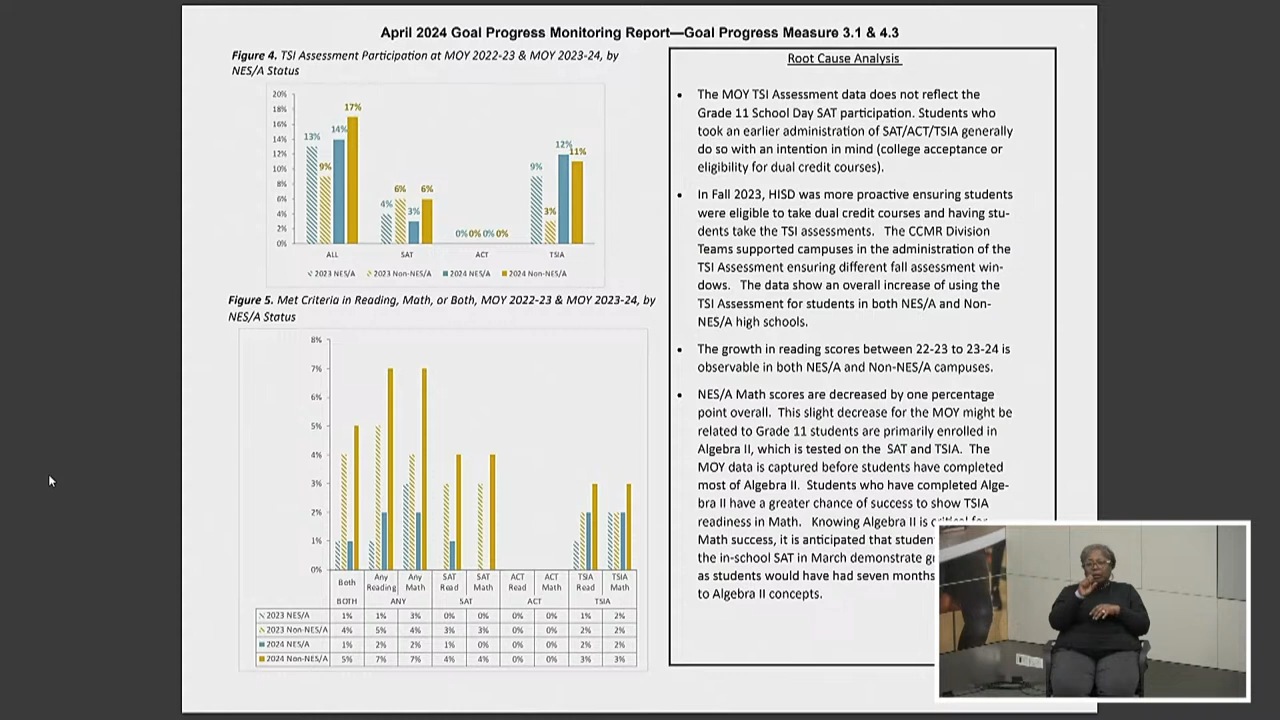 April 2024 Goal Progress Monitoring Report—Goal Progress Measure 3.1 & 4.3
Figure 4. TSI Assessment Participation at MOY 2022-23 & MOY 2023-24, by
NES/A Status
20%
18%
16%
14%
12%
10%
8%
6%
4%
2%
0%
13%
9%
14%
17%
4%
6%
3%
6%
0% 0% 0% 0%
9%
3%
12%
11%
ALL SAT ACT TSIA
2023 NES/A 2023 Non-NES/A 2024 NES/A 2024 Non-NES/A
Figure 5. Met Criteria in Reading, Math, or Both, MOY 2022-23 & MOY 2023-24, by
NES/A Status
8%
7%
6%
5%
4%
3%
2%
1%
0%
Both Any Reading Any Math SAT Read SAT Math ACT Read ACT Math TSIA Read TSIA Math
BOTH ANY SAT ACT TSIA
2023 NES/A 1% 1% 3% 0% 0% 0% 0% 1% 2%
2023 Non-NES/A 4% 5% 4% 3% 3% 0% 0% 2% 2%
2024 NES/A 1% 2% 2% 1% 0% 0% 0% 2% 2%
2024 Non-NES/A 5% 7% 7% 4% 4% 0% 0% 3% 3%
Root Cause Analysis
• The MOY TSI Assessment data does not reflect the
Grade 11 School Day SAT participation. Students who
took an earlier administration of SAT/ACT/TSIA generally
do so with an intention in mind (college acceptance or
eligibility for dual credit courses).
• In Fall 2023, HISD was more proactive ensuring students
were eligible to take dual credit courses and having stu-
dents take the TSI assessments. The CCMR Division
Teams supported campuses in the administration of the
TSI Assessment ensuring different fall assessment win-
dows. The data show an overall increase of using the
TSI Assessment for students in both NES/A and Non-
NES/A high schools.
• The growth in reading scores between 22-23 to 23-24 is
observable in both NES/A and Non-NES/A campuses.
• NES/A Math scores are decreased by one percentage
point overall. This slight decrease for the MOY might be
related to Grade 11 students are primarily enrolled in
Algebra II, which is tested on the SAT and TSIA. The
MOY data is captured before students have completed
most of Algebra II. Students who have completed Alge-
bra II have a greater chance of success to show TSIA
readiness in Math. Knowing Algebra II is
Math success, it is anticipated that
the in-school SAT in March demonstrate
as students would have had seven months
to Algebra II concepts.